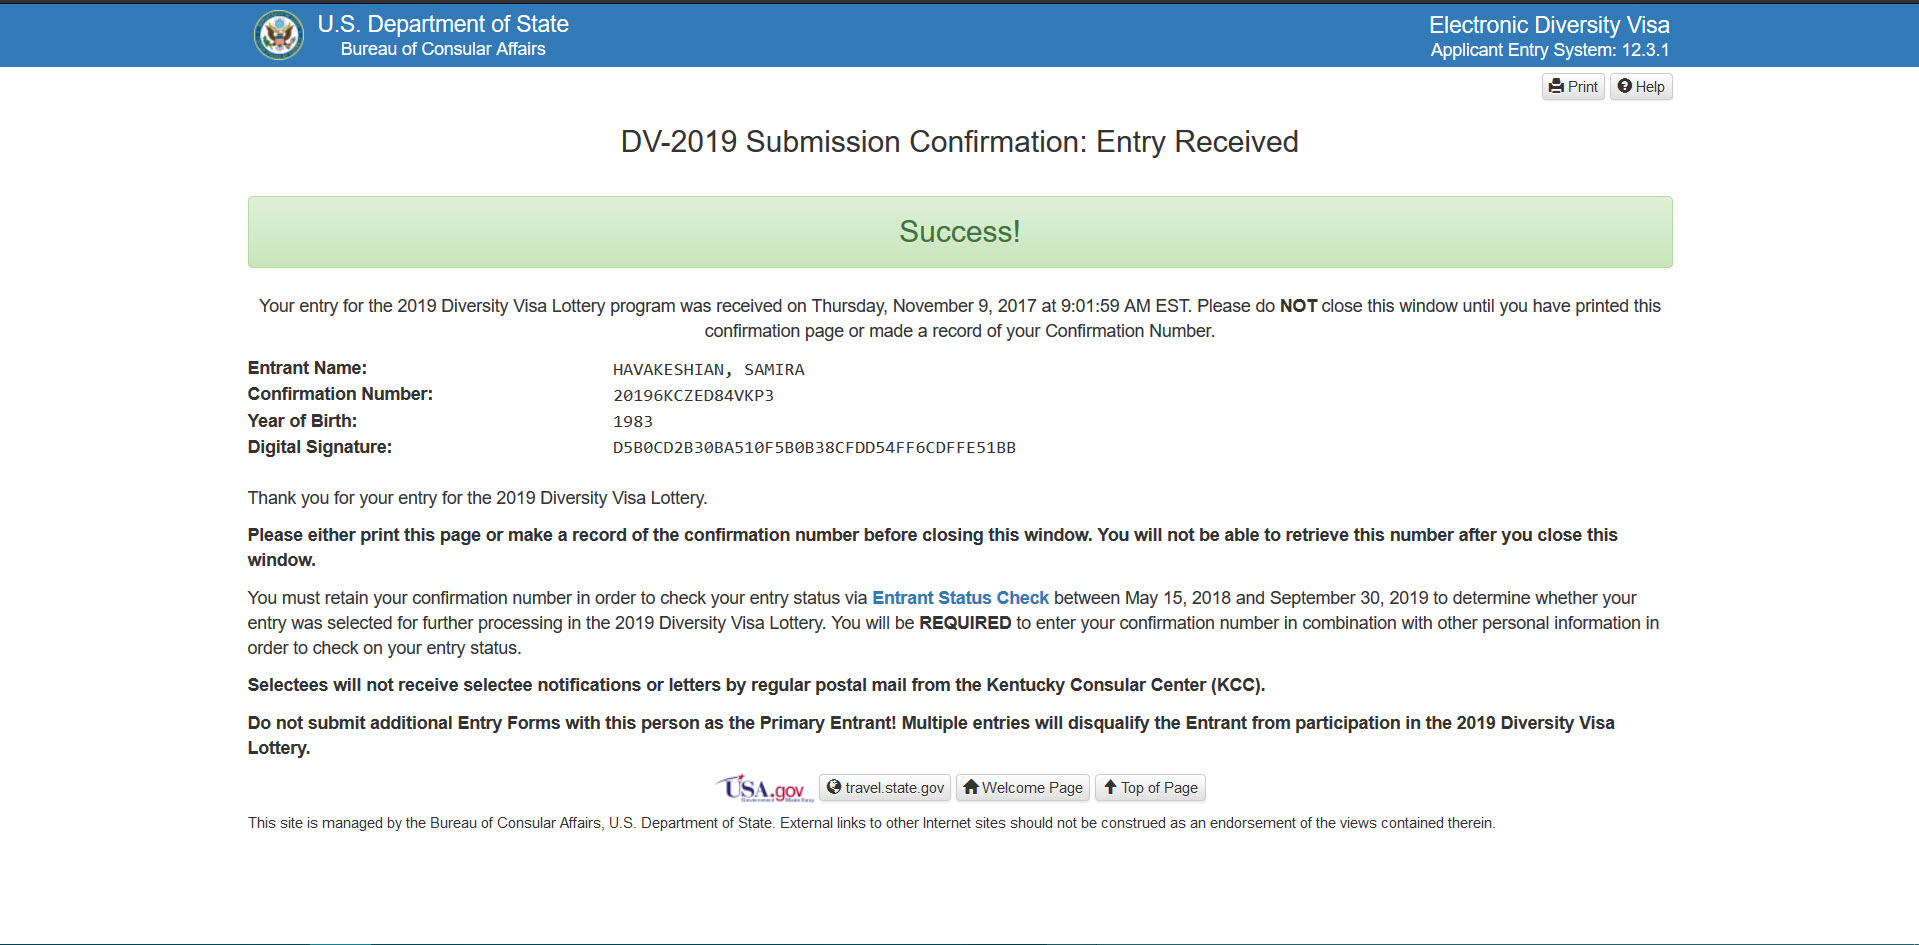 U.S. Department of State
Bureau of Consular Affairs
Electronic Diversity Visa
Applicant Entry System: 12.3.1
Print
Help
DV-2019 Submission Confirmation: Entry Received
Success!
Your entry for the 2019 Diversity Visa Lottery program was received on Thursday, November 9, 2017 at 9:01:59 AM EST. Please do NOT close this window until you have printed this
confirmation page or made a record of your Confirmation Number.
Entrant Name: HAVAKESHIAN, SAMIRA
Confirmation Number: 20196KCZED84VKP3
Year of Birth: 1983
Digital Signature: D5B0CD2B30BA510F5B0B38CFDD54FF6CDFFE51BB
Thank you for your entry for the 2019 Diversity Visa Lottery.
Please either print this page or make a record of the confirmation number before closing this window. You will not be able to retrieve this number after you close this
window.
You must retain your confirmation number in order to check your entry status via Entrant Status Check between May 15, 2018 and September 30, 2019 to determine whether your
entry was selected for further processing in the 2019 Diversity Visa Lottery. You will be REQUIRED to enter your confirmation number in combination with other personal information in
order to check on your entry status.
Selectees will not receive selectee notifications or letters by regular postal mail from the Kentucky Consular Center (KCC).
Do not submit additional Entry Forms with this person as the Primary Entrant! Multiple entries will disqualify the Entrant from participation in the 2019 Diversity Visa
Lottery.
USA.gov
Government Made Easy
travel.state.gov
Welcome Page
Top of Page
This site is managed by the Bureau of Consular Affairs, U.S. Department of State. External links to other Internet sites should not be construed as an endorsement of the views contained therein.